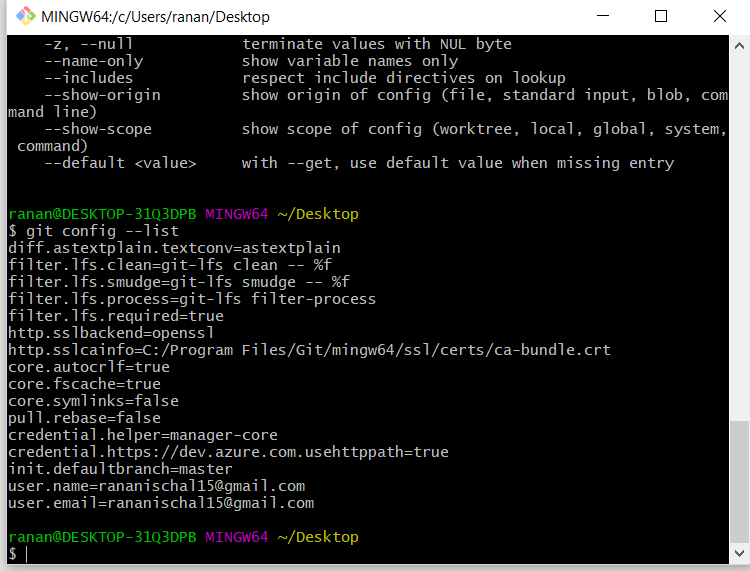 MINGW64:/c/Users/ranan/Desktop
-z, --null            terminate values with NUL byte
--name-only           show variable names only
--includes            respect include directives on lookup
--show-origin         show origin of config (file, standard input, blob, com
mand line)
--show-scope          show scope of config (worktree, local, global, system,
command)
--default <value>     with --get, use default value when missing entry
ranan@DESKTOP-31Q3DPB MINGW64 ~/Desktop
$ git config --list
diff.astextplain.textconv=astextplain
filter.lfs.clean=git-lfs clean -- %f
filter.lfs.smudge=git-lfs smudge -- %f
filter.lfs.process=git-lfs filter-process
filter.lfs.required=true
http.sslbackend=openssl
http.sslcainfo=C:/Program Files/Git/mingw64/ssl/certs/ca-bundle.crt
core.autocrlf=true
core.fscache=true
core.symlinks=false
pull.rebase=false
credential.helper=manager-core
credential.https://dev.azure.com.usehttppath=true
init.defaultbranch=master
user.name=rananischal15@gmail.com
user.email=rananischal15@gmail.com
ranan@DESKTOP-31Q3DPB MINGW64 ~/Desktop
$